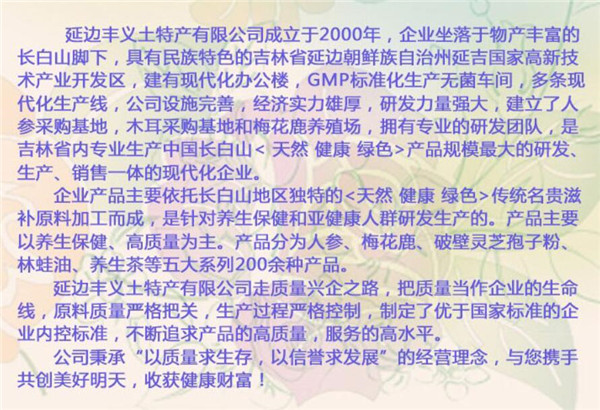 延边丰义土特产有限公司成立于2000年，企业坐落于物产丰富的
长白山脚下，具有民族特色的吉林省延边朝鲜族自治州延吉国家高新技
术产业开发区，建有现代化办公楼，GMP标准化生产无菌车间，多条现
代化生产线，公司设施完善，经济实力雄厚，研发力量强大，建立了人
参采购基地，木耳采购基地和梅花鹿养殖场，拥有专业的研发团队，是
吉林省内专业生产中国长白山<天然 健康 绿色>产品规模最大的研发、
生产、销售一体的现代化企业。
企业产品主要依托长白山地区独特的<天然 健康 绿色>传统名贵滋
补原料加工而成，是针对养生保健和亚健康人群研发生产的。产品主要
以养生保健、高质量为主。产品分为人参、梅花鹿、破壁灵芝孢子粉、
林蛙油、养生茶等五大系列200余种产品。
延边丰义土特产有限公司走质量兴企之路，把质量当作企业的生命
线，原料质量严格把关，生产过程严格控制，制定了优于国家标准的企
业内控标准，不断追求产品的高质量，服务的高水平。
公司秉承“以质量求生存，以信誉求发展”的经营理念，与您携手
共创美好明天，收获健康财富！